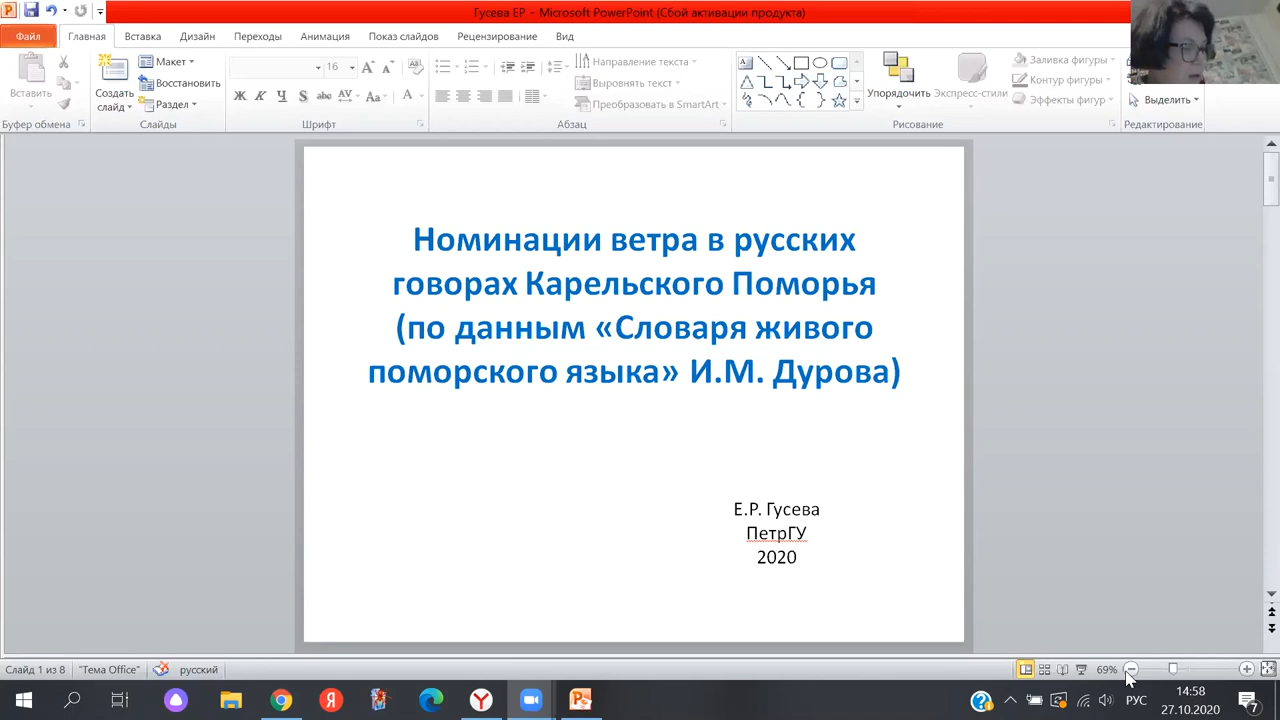 Гусева ЕР - Microsoft PowerPoint (Сбой активации продукта)
Файл Главная Вставка Дизайн Переходы Анимация Показ слайдов Рецензирование Вид
Вставить
Буфер обмена
Создать слайд
Макет
Восстановить
Раздел
Слайды
16
Ж К Ч S abc AV Aa A
Шрифт
Направление текста
Выровнять текст
Преобразовать в SmartArt
Абзац
Упорядочить
Экспресс-стили
Заливка фигуры
Контур фигуры
Эффекты фигур
Рисование
Выделить
Редактирование
Номинации ветра в русских
говорах Карельского Поморья
(по данным «Словаря живого
поморского языка» И.М. Дурова)
Е.Р. Гусева
ПетрГУ
2020
Слайд 1 из 8 "Тема Office" русский 69%
РУС
14:58
27.10.2020
7